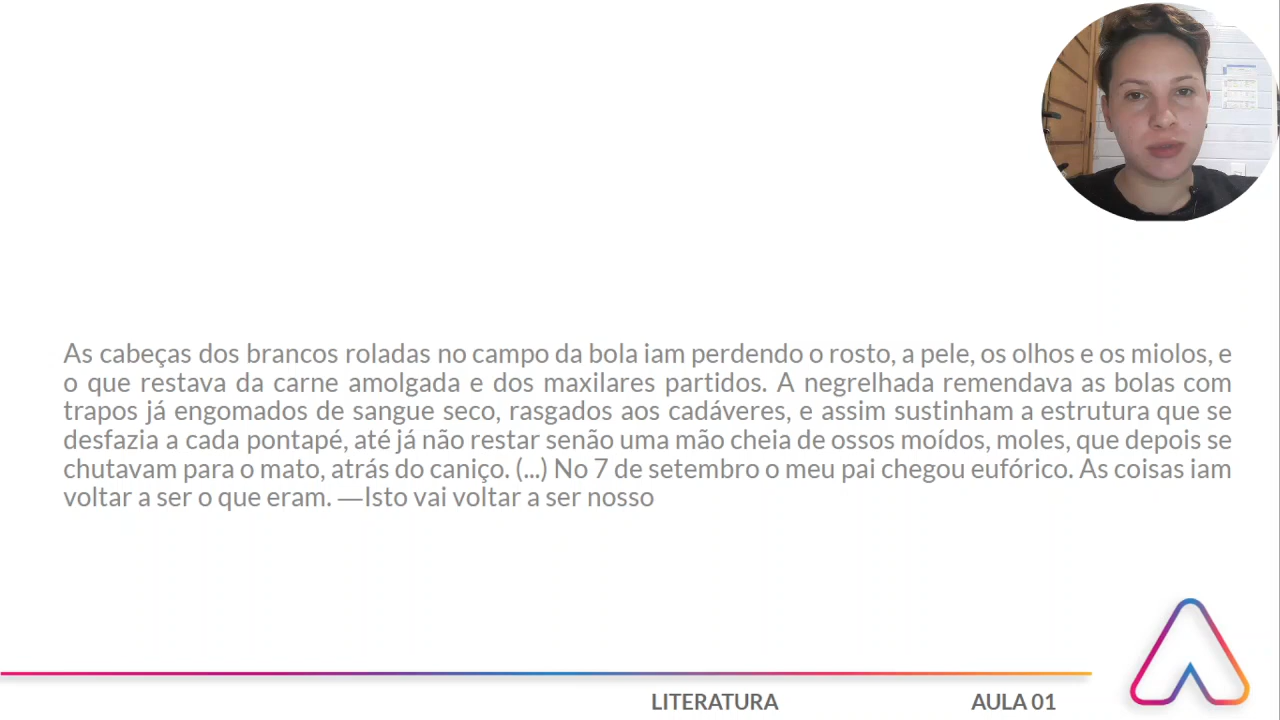 As cabeças dos brancos roladas no campo da bola iam perdendo o rosto, a pele, os olhos e os miolos, e
o que restava da carne amolgada e dos maxilares partidos. A negrelhada remendava as bolas com
trapos já engomados de sangue seco, rasgados aos cadáveres, e assim sustinham a estrutura que se
desfazia a cada pontapé, até já não restar senão uma mão cheia de ossos moídos, moles, que depois se
chutavam para o mato, atrás do caniço. (...) No 7 de setembro o meu pai chegou eufórico. As coisas iam
voltar a ser o que eram. —Isto vai voltar a ser nosso
LITERATURA AULA 01